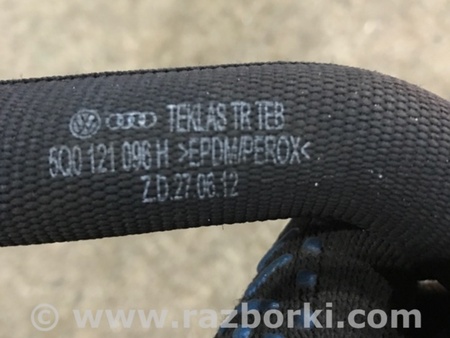 TEKLAS TR TEB
5Q0 121 096 H >EPDM/PEROX<
Z.D.27.06.12
© www.razborki.com